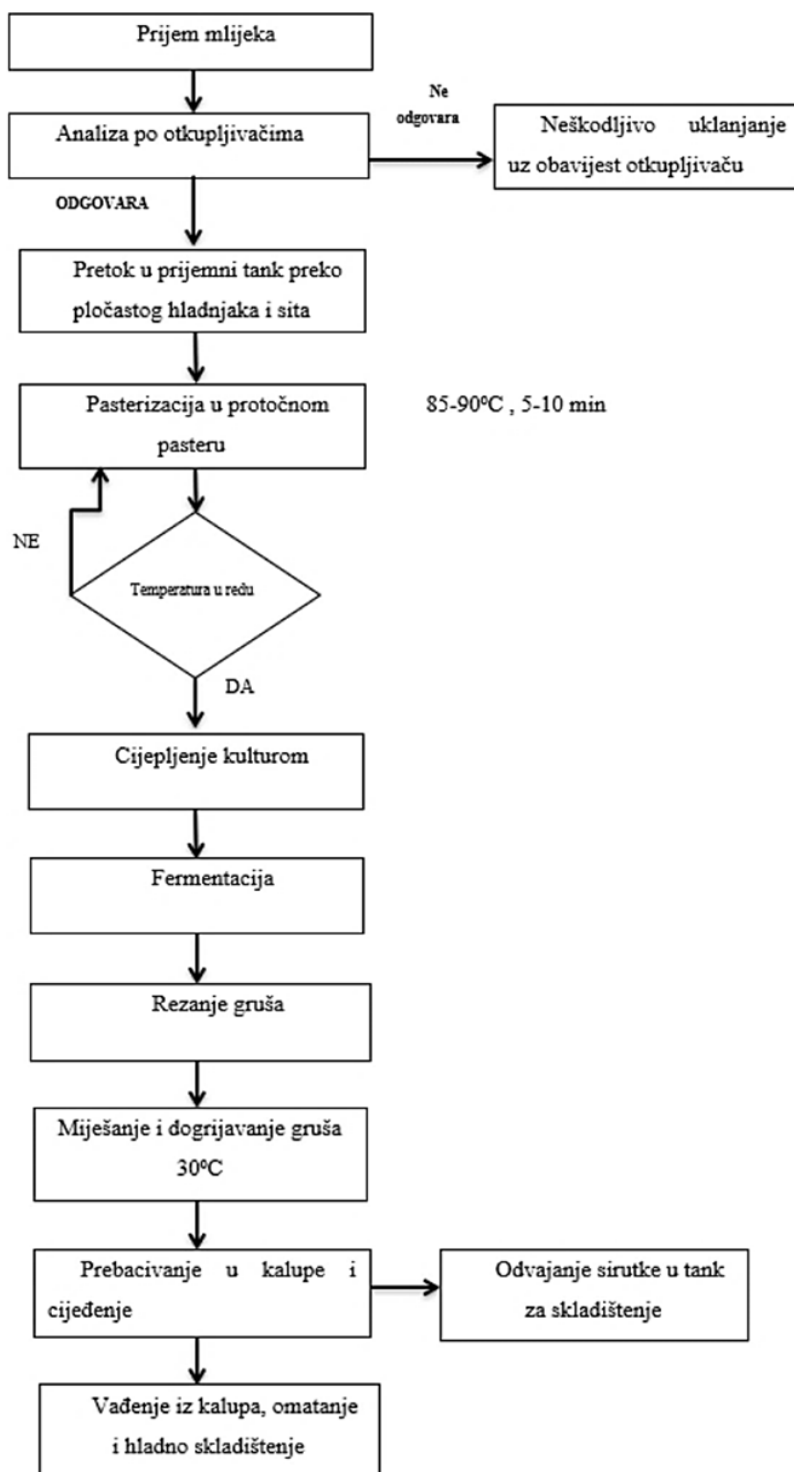 Prijem mlijeka
Ne
odgovara
Analiza po otkupljivačima
Neškodljivo uklanjanje
uz obavijest otkupljivaču
ODGOVARA
Pretok u prijemni tank preko
pločastog hladnjaka i sita
Pasterizacija u protočnom
pasteru
85-90⁰C , 5-10 min
NE
Temperatura u redu
DA
Cijepljenje kulturom
Fermentacija
Rezanje gruša
Miješanje i dogrijavanje gruša
30⁰C
Prebacivanje u kalupe i
cijeđenje
Odvajanje sirutke u tank
za skladištenje
Vađenje iz kalupa, omatanje
i hladno skladištenje